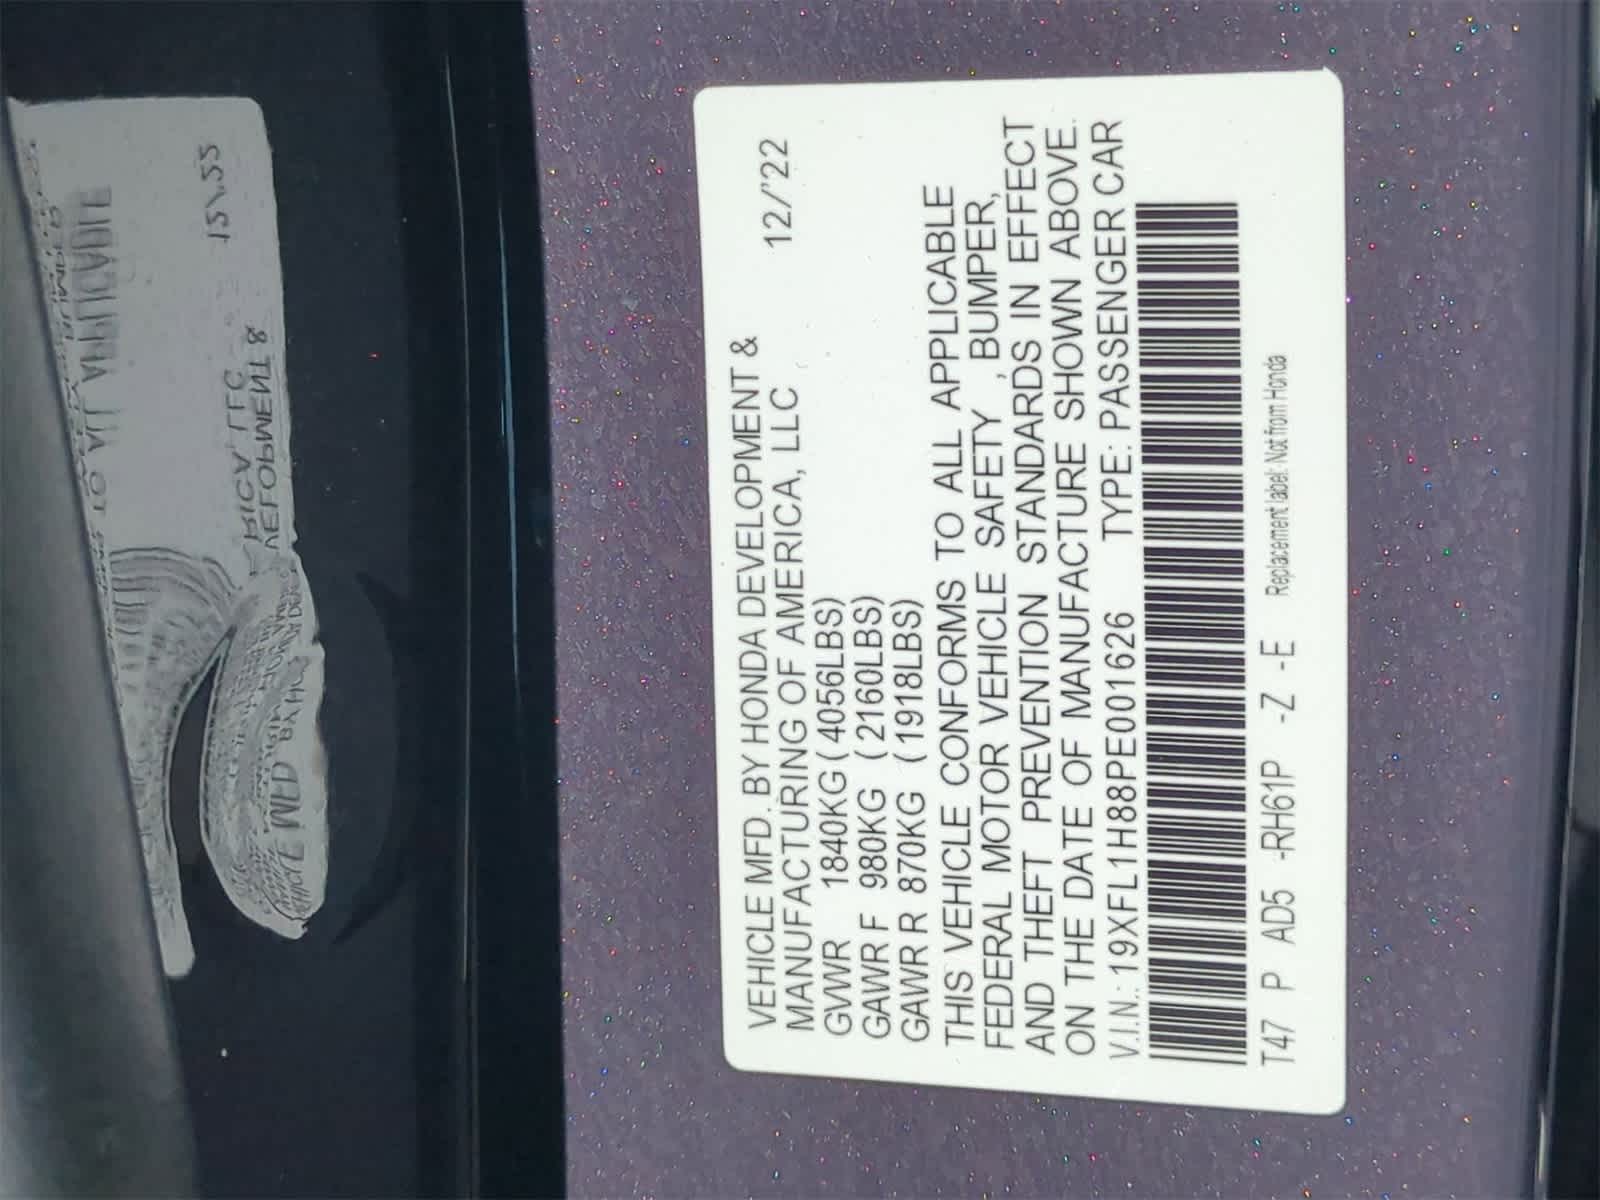 VEHICLE MFD. BY HONDA DEVELOPMENT &
MANUFACTURING OF AMERICA, LLC 12/'22
GVWR 1840KG (4056LBS)
GAWR F 980KG (2160LBS)
GAWR R 870KG (1918LBS)
THIS VEHICLE CONFORMS TO ALL APPLICABLE
FEDERAL MOTOR VEHICLE SAFETY, BUMPER,
AND THEFT PREVENTION STANDARDS IN EFFECT
ON THE DATE OF MANUFACTURE SHOWN ABOVE.
V.I.N.: 19XFL1H88PE001626 TYPE: PASSENGER CAR
T47 P AD5 -RH61P -Z -E Replacement label: Not from Honda